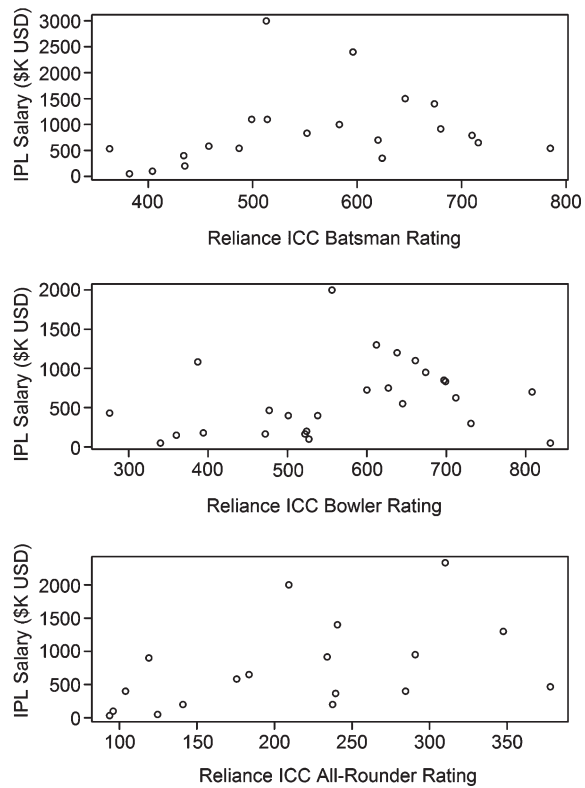 IPL Salary ($K USD)
3000
2500
2000
1500
1000
500
0
400 500 600 700 800
Reliance ICC Batsman Rating
IPL Salary ($K USD)
2000
1500
1000
500
0
300 400 500 600 700 800
Reliance ICC Bowler Rating
IPL Salary ($K USD)
2000
1500
1000
500
0
100 150 200 250 300 350
Reliance ICC All-Rounder Rating